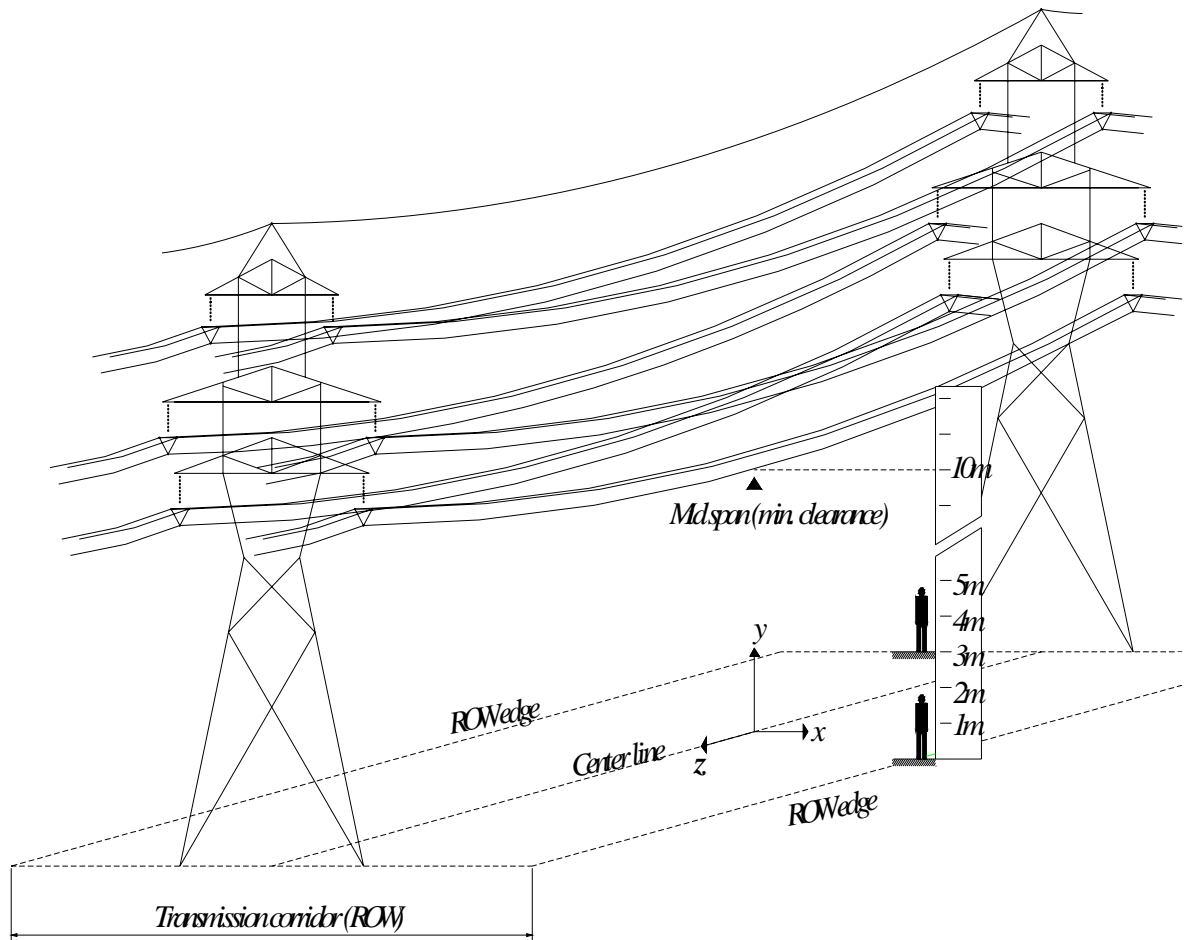 10m
Mid span (min. clearance)
5m
4m
3m
2m
1m
y
x
z
ROW edge
Center line
ROW edge
Transmission corridor (ROW)